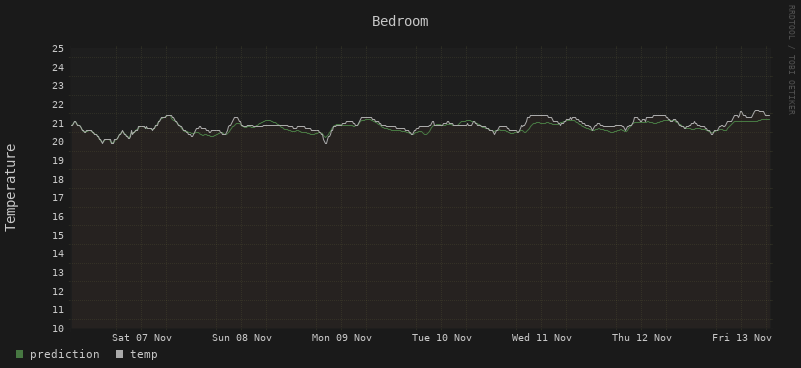 Bedroom
RRDTOOL / TOBI OETIKER
Temperature
25
24
23
22
21
20
19
18
17
16
15
14
13
12
11
10
Sat 07 Nov
Sun 08 Nov
Mon 09 Nov
Tue 10 Nov
Wed 11 Nov
Thu 12 Nov
Fri 13 Nov
prediction
temp